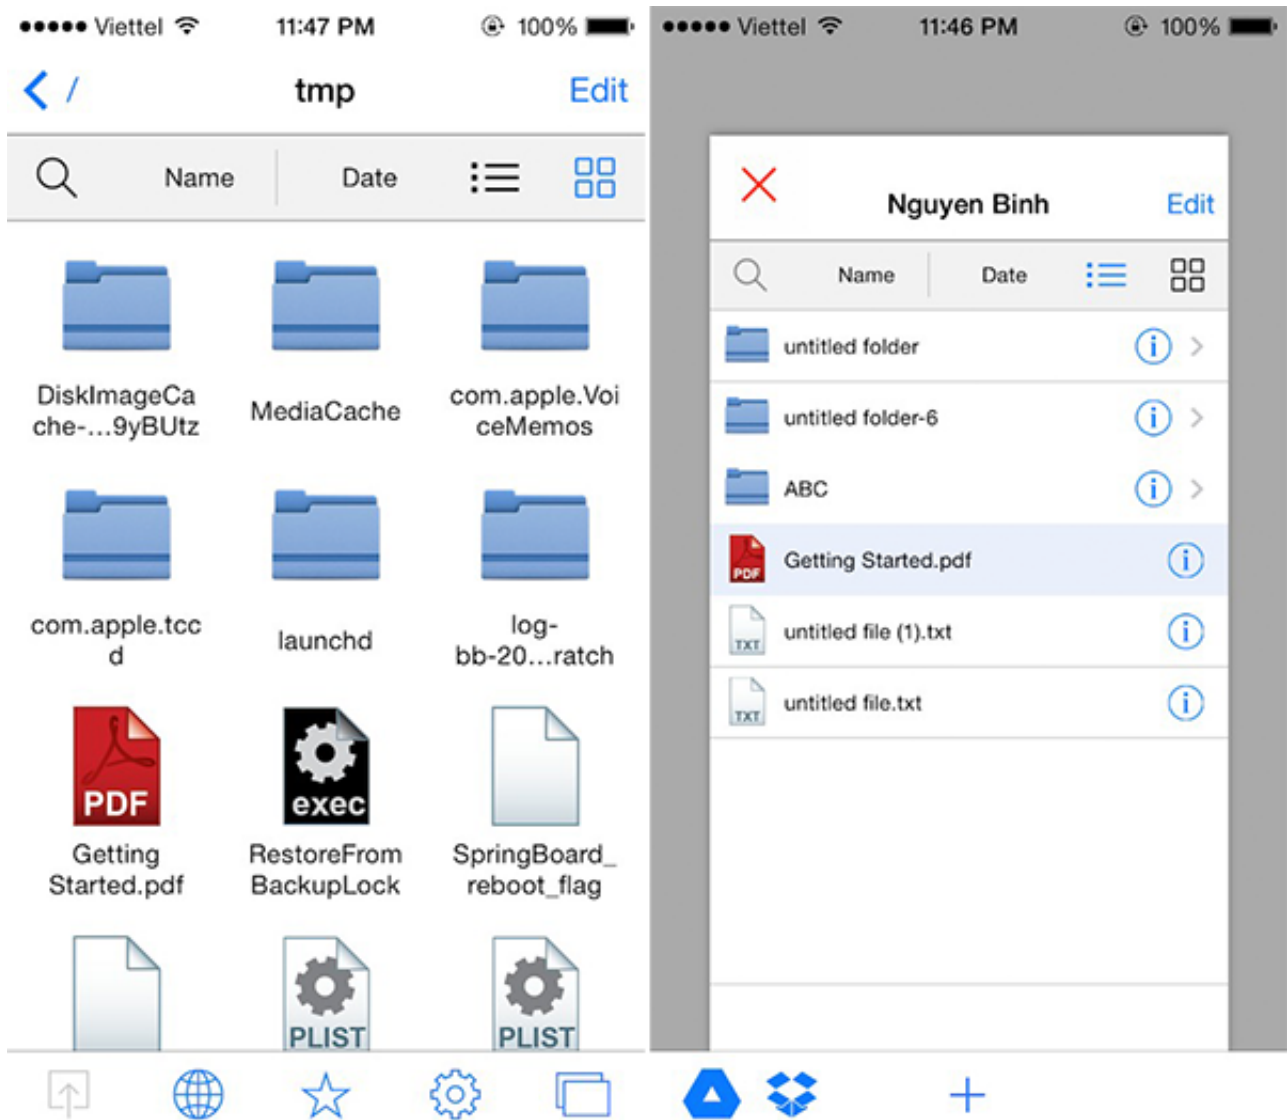 Viettel 11:47 PM 100%
/ tmp Edit
Name Date
DiskImageCa
che-...9yBUtz
MediaCache
com.apple.Voi
ceMemos
com.apple.tcc
d
launchd
log-
bb-20...ratch
PDF
Getting
Started.pdf
exec
RestoreFrom
BackupLock
SpringBoard_
reboot_flag
PLIST
PLIST
Viettel 11:46 PM 100%
Nguyen Binh Edit
Name Date
untitled folder
untitled folder-6
ABC
PDF Getting Started.pdf
TXT untitled file (1).txt
TXT untitled file.txt